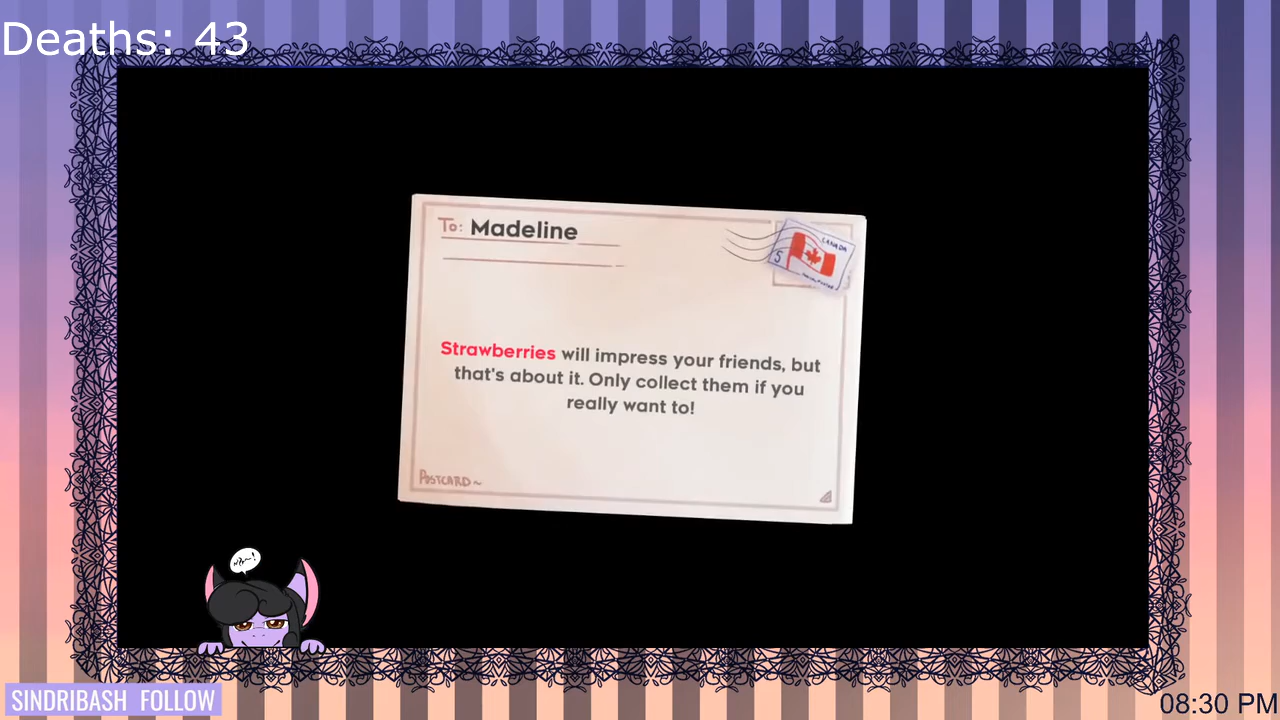 Deaths: 43
To: Madeline
CANADA
5
Strawberries will impress your friends, but
that's about it. Only collect them if you
really want to!
POSTCARD~
SINDRIBASH FOLLOW
08:30 PM